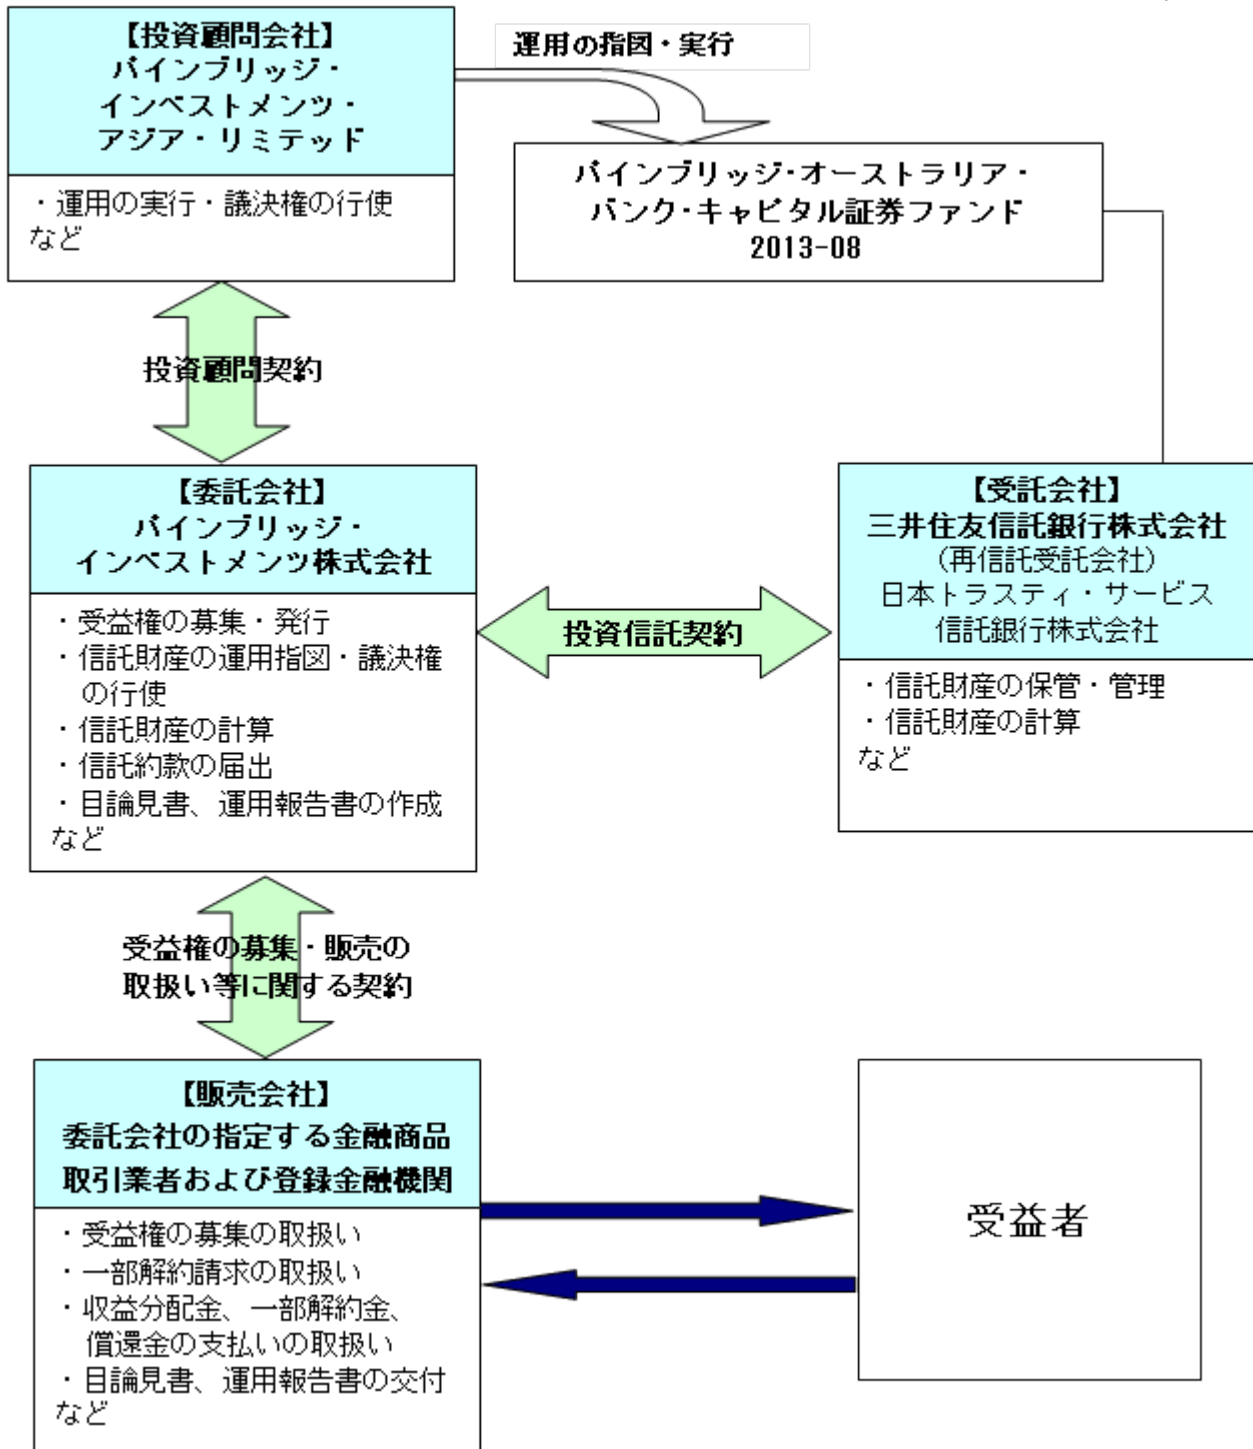 【投資顧問会社】
パインブリッジ・
インベストメンツ・
アジア・リミテッド
・運用の実行・議決権の行使
など
運用の指図・実行
パインブリッジ・オーストラリア・
バンク・キャピタル証券ファンド
2013-08
投資顧問契約
【委託会社】
パインブリッジ・
インベストメンツ株式会社
・受益権の募集・発行
・信託財産の運用指図・議決権
の行使
・信託財産の計算
・信託約款の届出
・目論見書、運用報告書の作成
など
投資信託契約
【受託会社】
三井住友信託銀行株式会社
(再信託受託会社)
日本トラスティ・サービス
信託銀行株式会社
・信託財産の保管・管理
・信託財産の計算
など
受益権の募集・販売の
取扱い等に関する契約
【販売会社】
委託会社の指定する金融商品
取引業者および登録金融機関
・受益権の募集の取扱い
・一部解約請求の取扱い
・収益分配金、一部解約金、
償還金の支払いの取扱い
・目論見書、運用報告書の交付
など
受益者